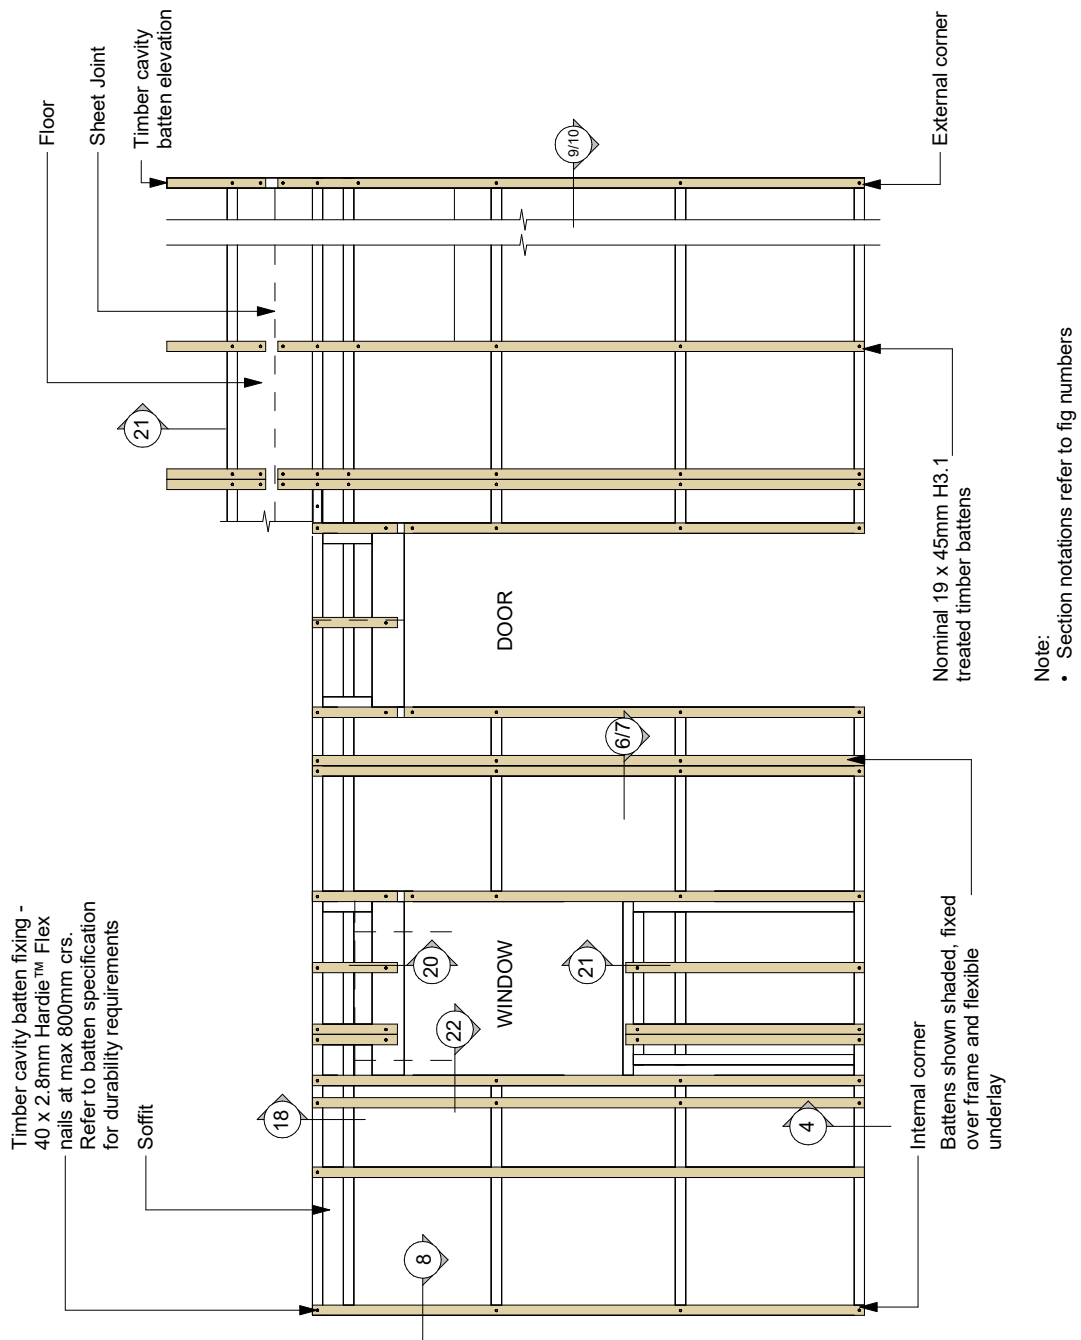 Timber cavity batten fixing -
40 x 2.8mm Hardie™ Flex
nails at max 800mm crs.
Refer to batten specification
for durability requirements
Soffit
Floor
Sheet Joint
Timber cavity
batten elevation
8
18
22
20
21
WINDOW
21
4
6/7
DOOR
21
9/10
Internal corner
Battens shown shaded, fixed
over frame and flexible
underlay
Nominal 19 x 45mm H3.1
treated timber battens
External corner
Note:
• Section notations refer to fig numbers